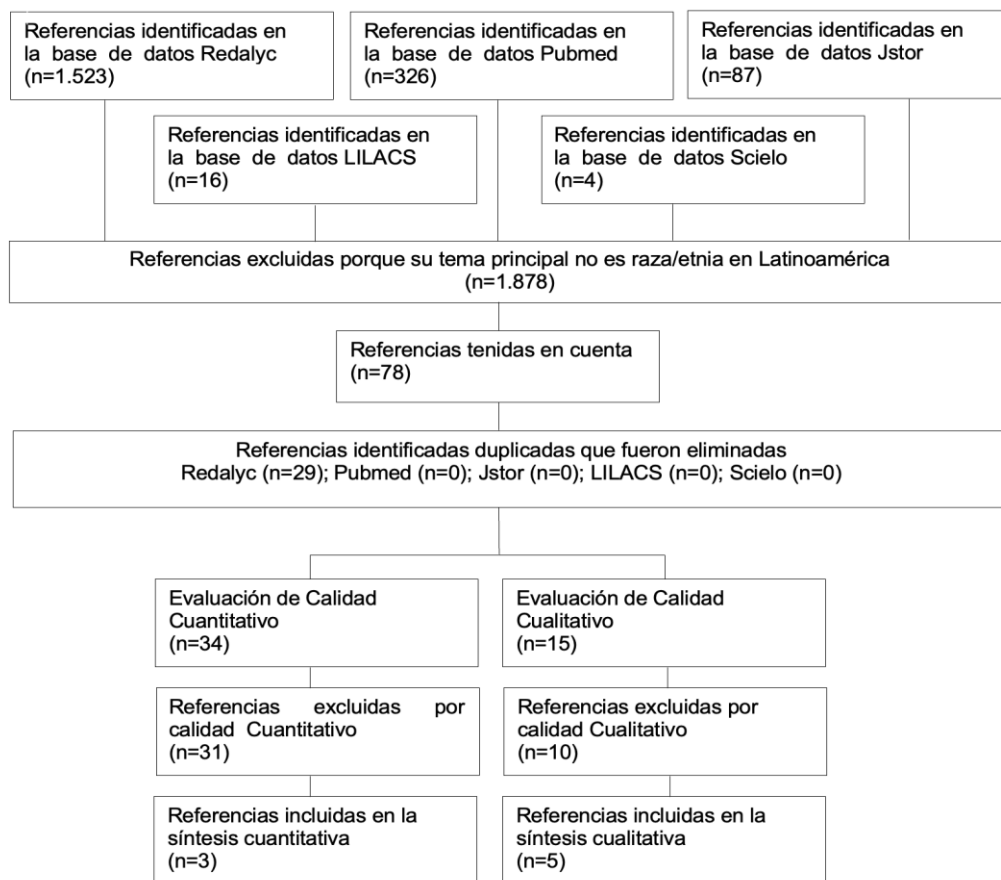 Referencias identificadas en
la base de datos Redalyc
(n=1.523)
Referencias identificadas en
la base de datos Pubmed
(n=326)
Referencias identificadas en
la base de datos Jstor
(n=87)
Referencias identificadas en
la base de datos LILACS
(n=16)
Referencias identificadas en
la base de datos Scielo
(n=4)
Referencias excluidas porque su tema principal no es raza/etnia en Latinoamérica
(n=1.878)
Referencias tenidas en cuenta
(n=78)
Referencias identificadas duplicadas que fueron eliminadas
Redalyc (n=29); Pubmed (n=0); Jstor (n=0); LILACS (n=0); Scielo (n=0)
Evaluación de Calidad
Cuantitativo
(n=34)
Evaluación de Calidad
Cualitativo
(n=15)
Referencias excluidas por
calidad Cuantitativo
(n=31)
Referencias excluidas por
calidad Cualitativo
(n=10)
Referencias incluidas en la
síntesis cuantitativa
(n=3)
Referencias incluidas en la
síntesis cualitativa
(n=5)